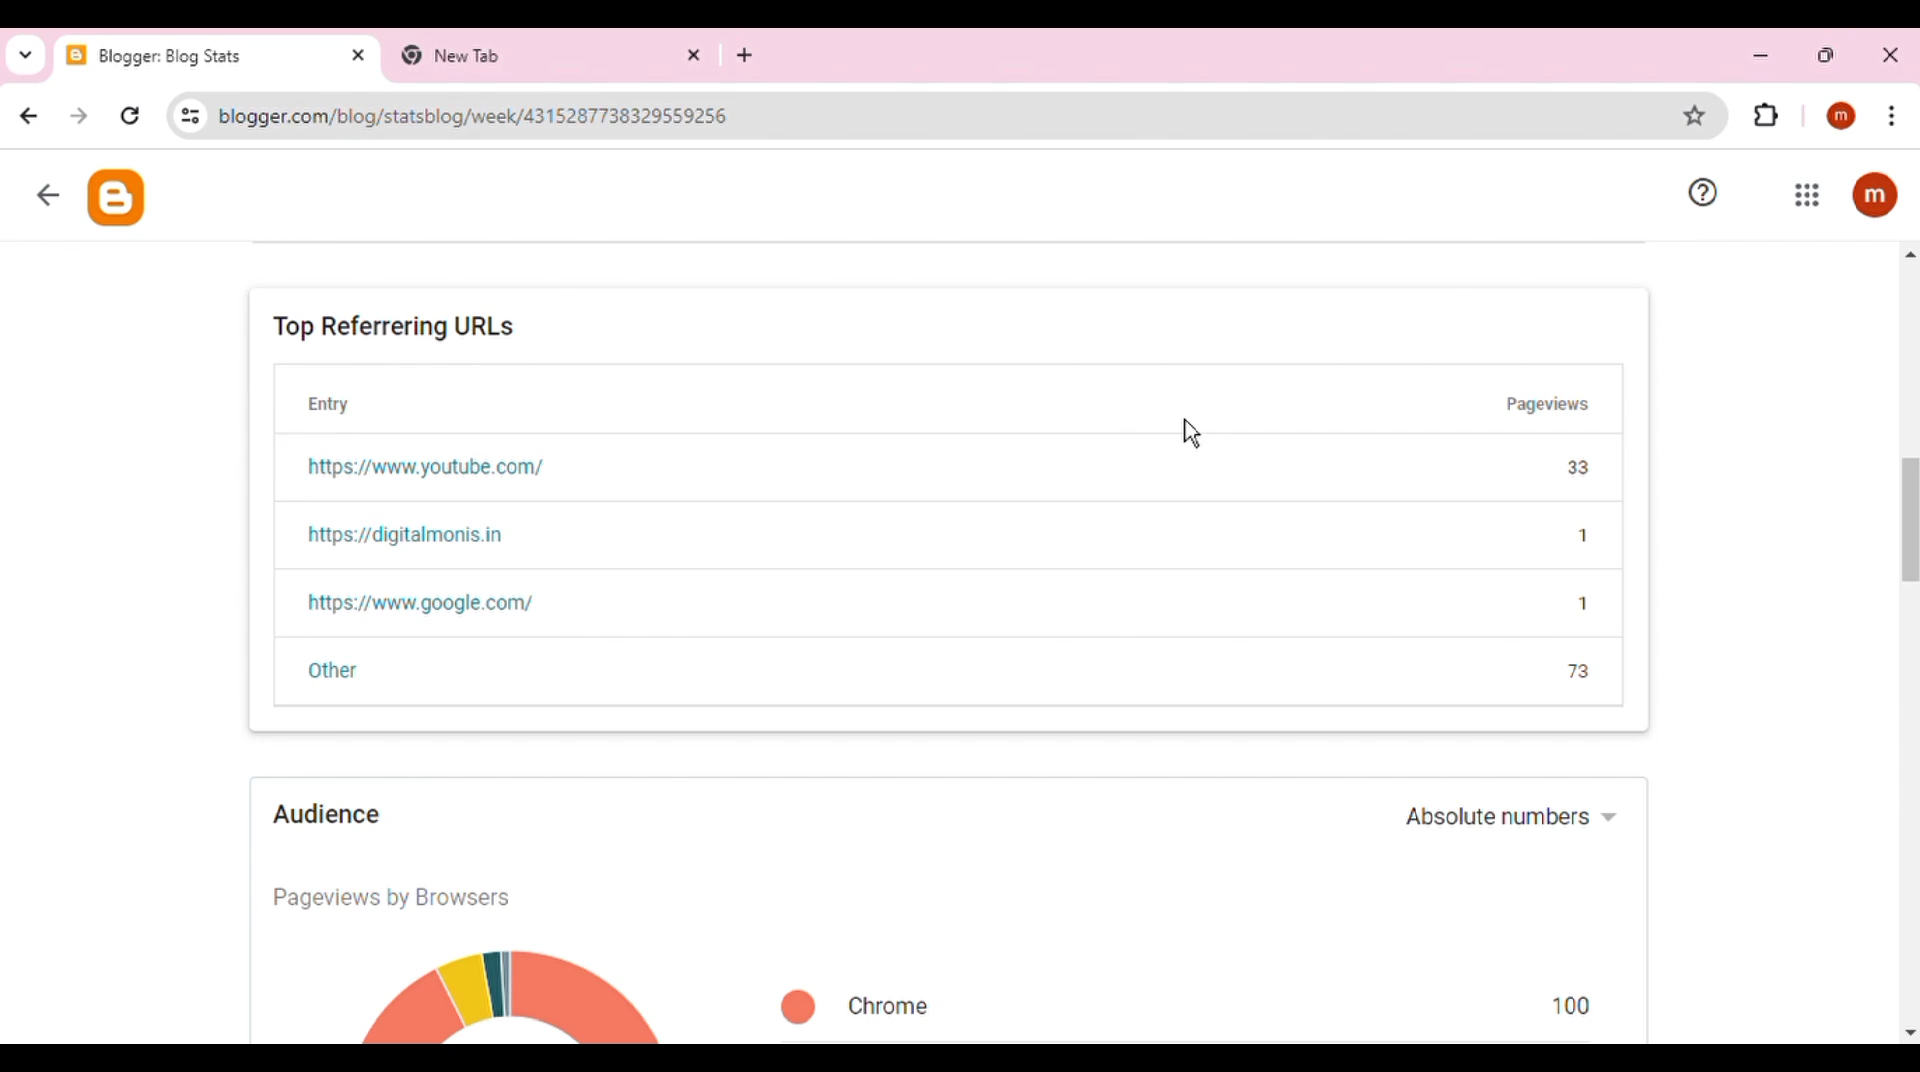 Blogger: Blog Stats
New Tab
blogger.com/blog/statsblog/week/4315287738329559256
m
m
Top Referrering URLs
Entry Pageviews
https://www.youtube.com/ 33
https://digitalmonis.in 1
https://www.google.com/ 1
Other 73
Audience Absolute numbers
Pageviews by Browsers
Chrome 100